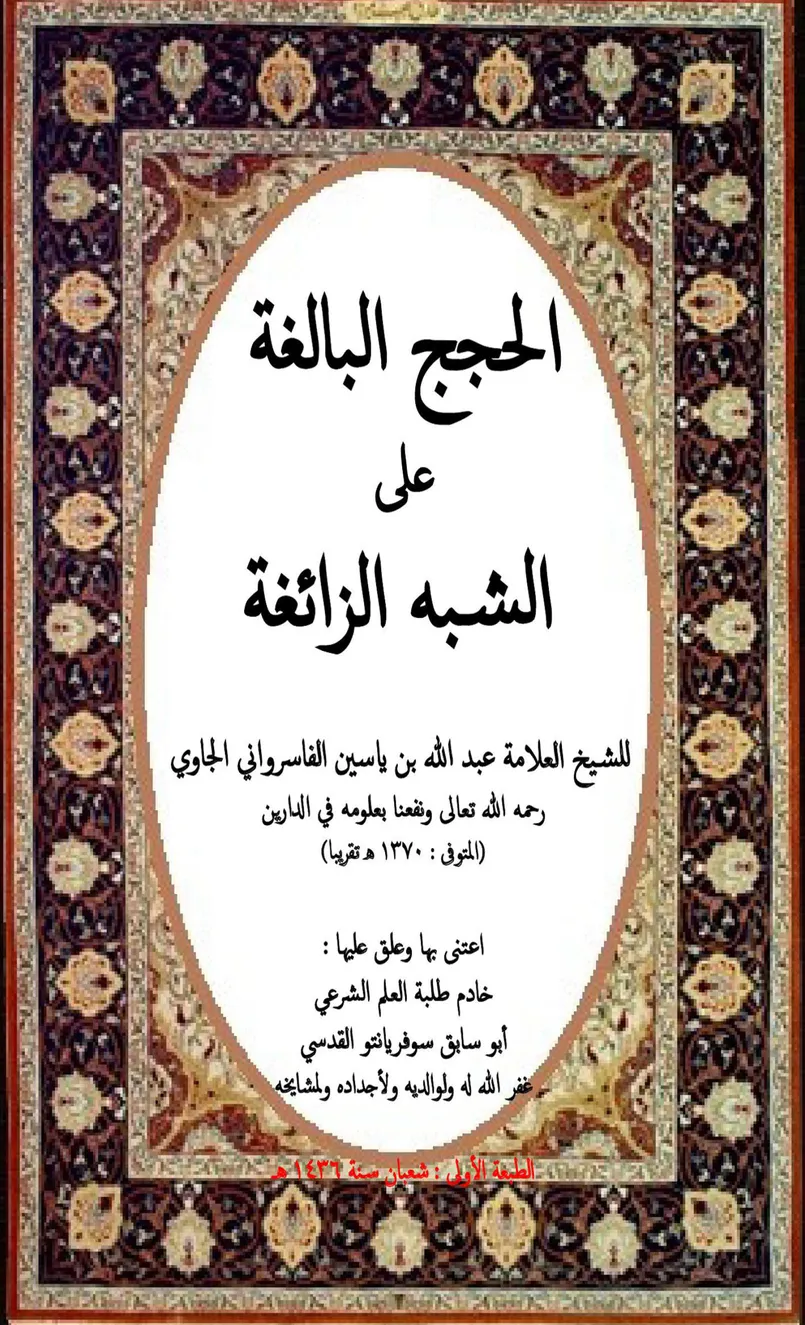 الحجج البالغة
على
الشبه الزائغة
للشيخ العلامة عبد الله بن ياسين الفاسرواني الجاوي
رحمه الله تعالى ونفعنا بعلومه في الدارين
(المتوفى : ١٣٧٠ هـ تقريبا)
اعتنى بها وعلق عليها :
خادم طلبة العلم الشرعي
أبو سابق سوفريانتو القدسي
غفر الله له ولوالديه ولأجداده ولمشايخه
الطبعة الأولى : شعبان سنة ١٤٣٦ هـ